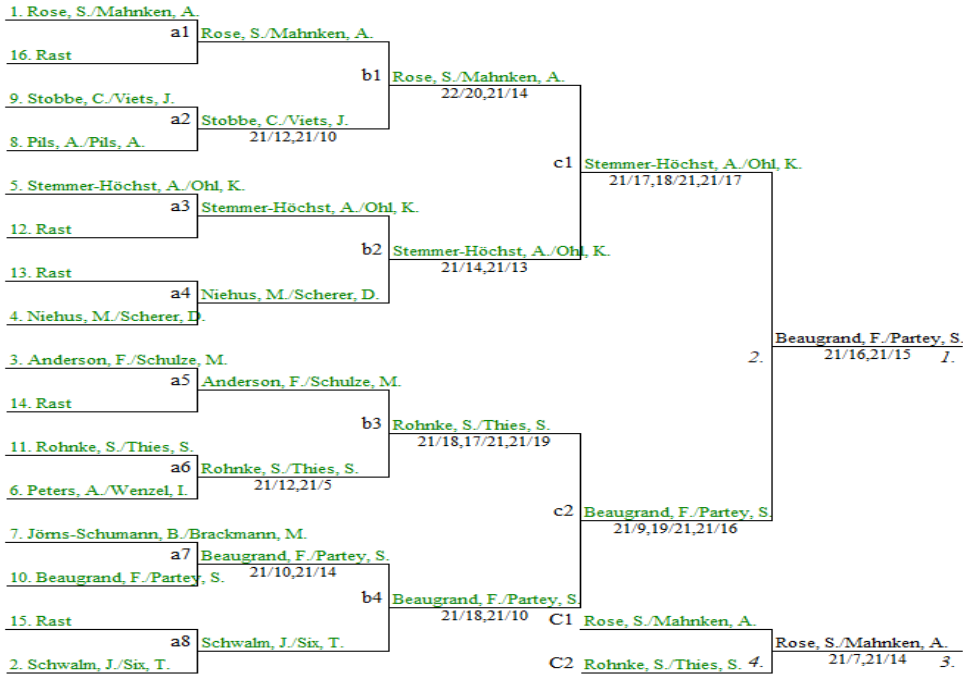 1. Rose, S./Mahnken, A.
a1 Rose, S./Mahnken, A.
16. Rast
b1 Rose, S./Mahnken, A.
22/20,21/14
9. Stobbe, C./Viets, J.
a2 Stobbe, C./Viets, J.
21/12,21/10
8. Pils, A./Pils, A.
c1 Stemmer-Höchst, A./Ohl, K.
21/17,18/21,21/17
5. Stemmer-Höchst, A./Ohl, K.
a3 Stemmer-Höchst, A./Ohl, K.
12. Rast
b2 Stemmer-Höchst, A./Ohl, K.
21/14,21/13
13. Rast
a4 Niehus, M./Scherer, D.
4. Niehus, M./Scherer, D.
2. Beaugrand, F./Partey, S.
21/16,21/15 1.
3. Anderson, F./Schulze, M.
a5 Anderson, F./Schulze, M.
14. Rast
b3 Rohnke, S./Thies, S.
21/18,17/21,21/19
11. Rohnke, S./Thies, S.
a6 Rohnke, S./Thies, S.
21/12,21/5
6. Peters, A./Wenzel, I.
c2 Beaugrand, F./Partey, S.
21/9,19/21,21/16
7. Jörns-Schumann, B./Brackmann, M.
a7 Beaugrand, F./Partey, S.
21/10,21/14
10. Beaugrand, F./Partey, S.
b4 Beaugrand, F./Partey, S.
21/18,21/10
15. Rast
a8 Schwalm, J./Six, T.
2. Schwalm, J./Six, T.
C1 Rose, S./Mahnken, A.
Rose, S./Mahnken, A.
21/7,21/14 3.
C2 Rohnke, S./Thies, S. 4.